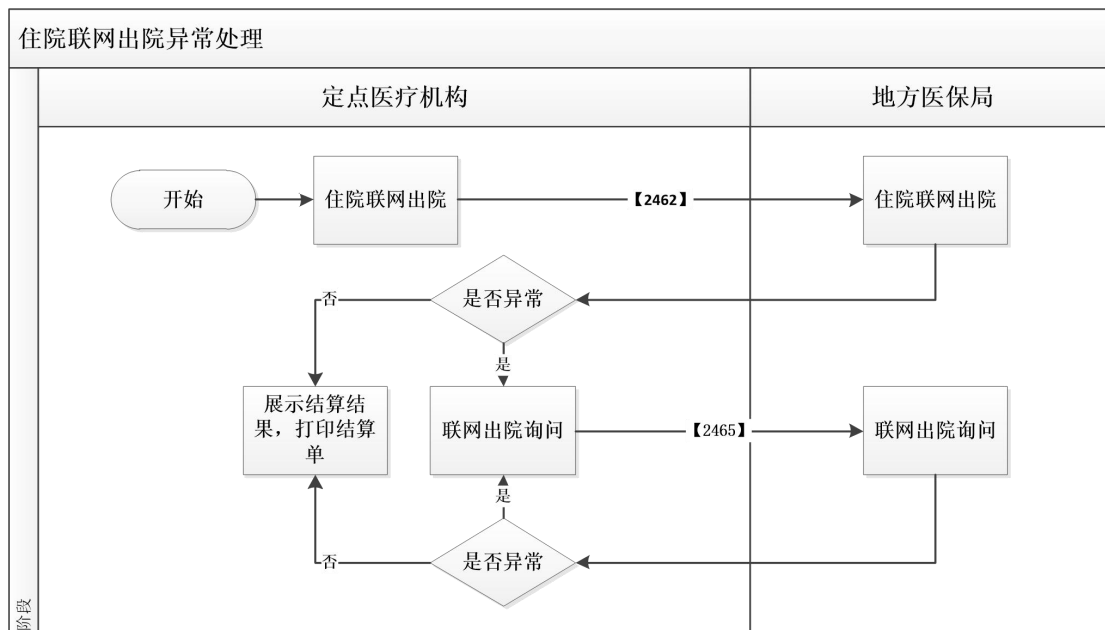 住院联网出院异常处理
定点医疗机构
地方医保局
开始
住院联网出院
【2462】
住院联网出院
否
是否异常
是
展示结算结
果，打印结算
单
联网出院询问
【2465】
联网出院询问
是
否
是否异常
阶段